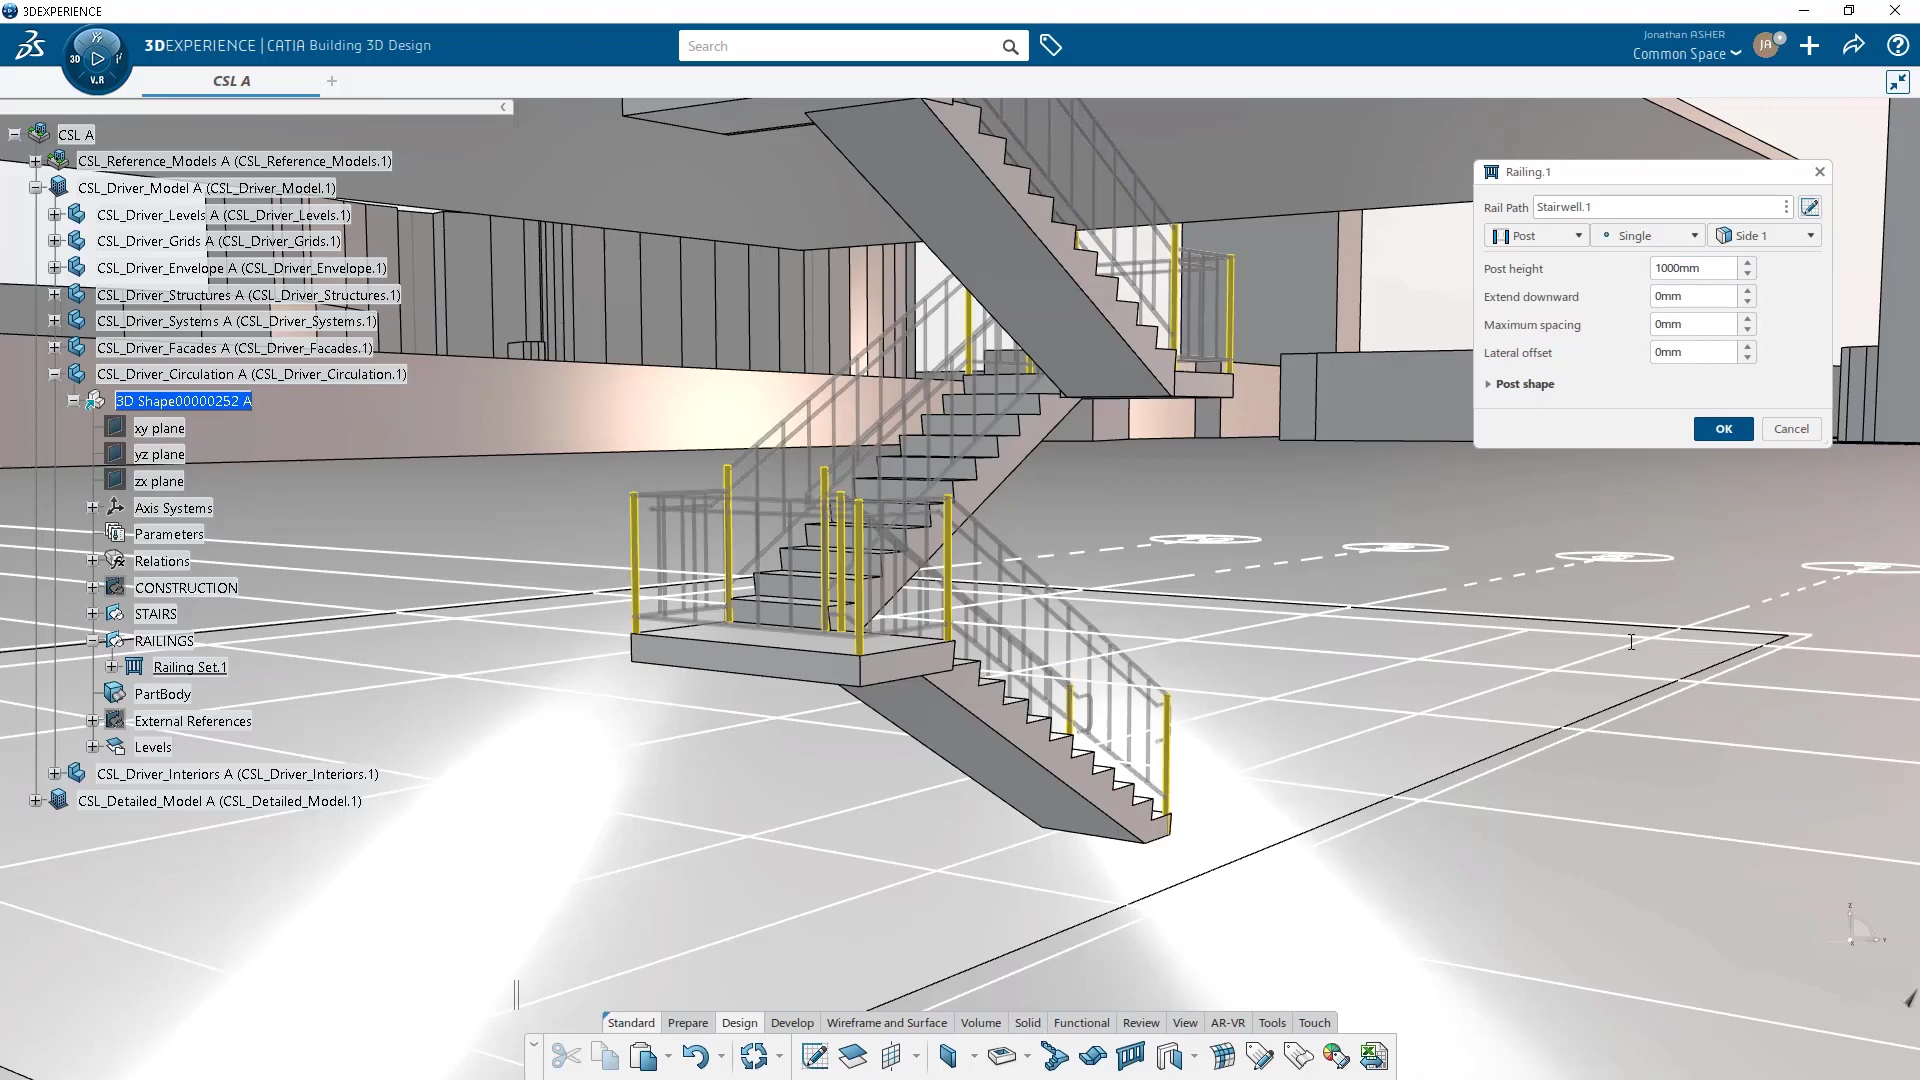 3DEXPERIENCE
3DEXPERIENCE | CATIA Building 3D Design
Search
Jonathan ASHER
Common Space
JA
3D
V.R
CSL A
CSL A
CSL_Reference_Models A (CSL_Reference_Models.1)
CSL_Driver_Model A (CSL_Driver_Model.1)
CSL_Driver_Levels A (CSL_Driver_Levels.1)
CSL_Driver_Grids A (CSL_Driver_Grids.1)
CSL_Driver_Envelope A (CSL_Driver_Envelope.1)
CSL_Driver_Structures A (CSL_Driver_Structures.1)
CSL_Driver_Systems A (CSL_Driver_Systems.1)
CSL_Driver_Facades A (CSL_Driver_Facades.1)
CSL_Driver_Circulation A (CSL_Driver_Circulation.1)
3D Shape00000252 A
xy plane
yz plane
zx plane
Axis Systems
Parameters
Relations
CONSTRUCTION
STAIRS
RAILINGS
Railing Set.1
PartBody
External References
Levels
CSL_Driver_Interiors A (CSL_Driver_Interiors.1)
CSL_Detailed_Model A (CSL_Detailed_Model.1)
Railing.1
Rail Path Stairwell.1
Post Single Side 1
Post height 1000mm
Extend downward 0mm
Maximum spacing 0mm
Lateral offset 0mm
Post shape
OK Cancel
Standard Prepare Design Develop Wireframe and Surface Volume Solid Functional Review View AR-VR Tools Touch